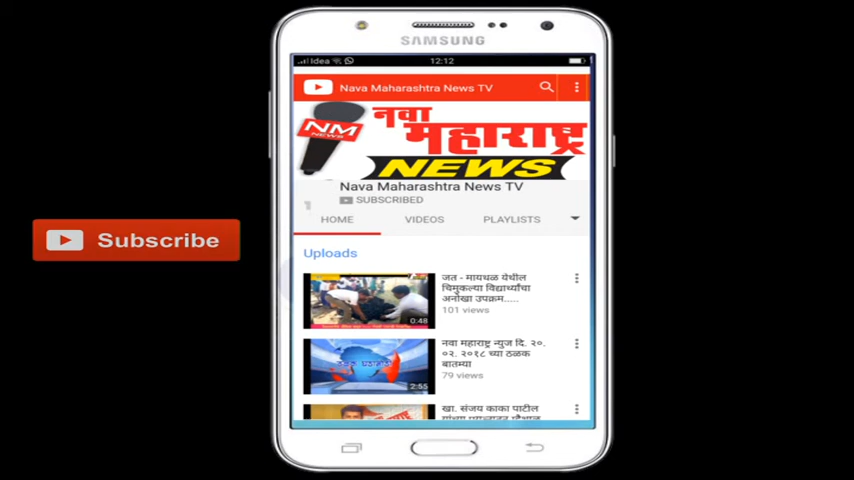 SAMSUNG
Idea
12:12
Nava Maharashtra News TV
NM
NEWS
नवा
महाराष्ट्र
NEWS
Nava Maharashtra News TV
SUBSCRIBED
HOME VIDEOS PLAYLISTS
Subscribe
Uploads
जत - मायथळ येथील
चिमुकल्या विद्यार्थ्यांचा
अनोखा उपक्रम.....
101 views
0:48
नवा महाराष्ट्र न्युज दि. २०.
०२. २०१८ च्या ठळक
बातम्या
79 views
2:55
खा. संजय काका पाटील